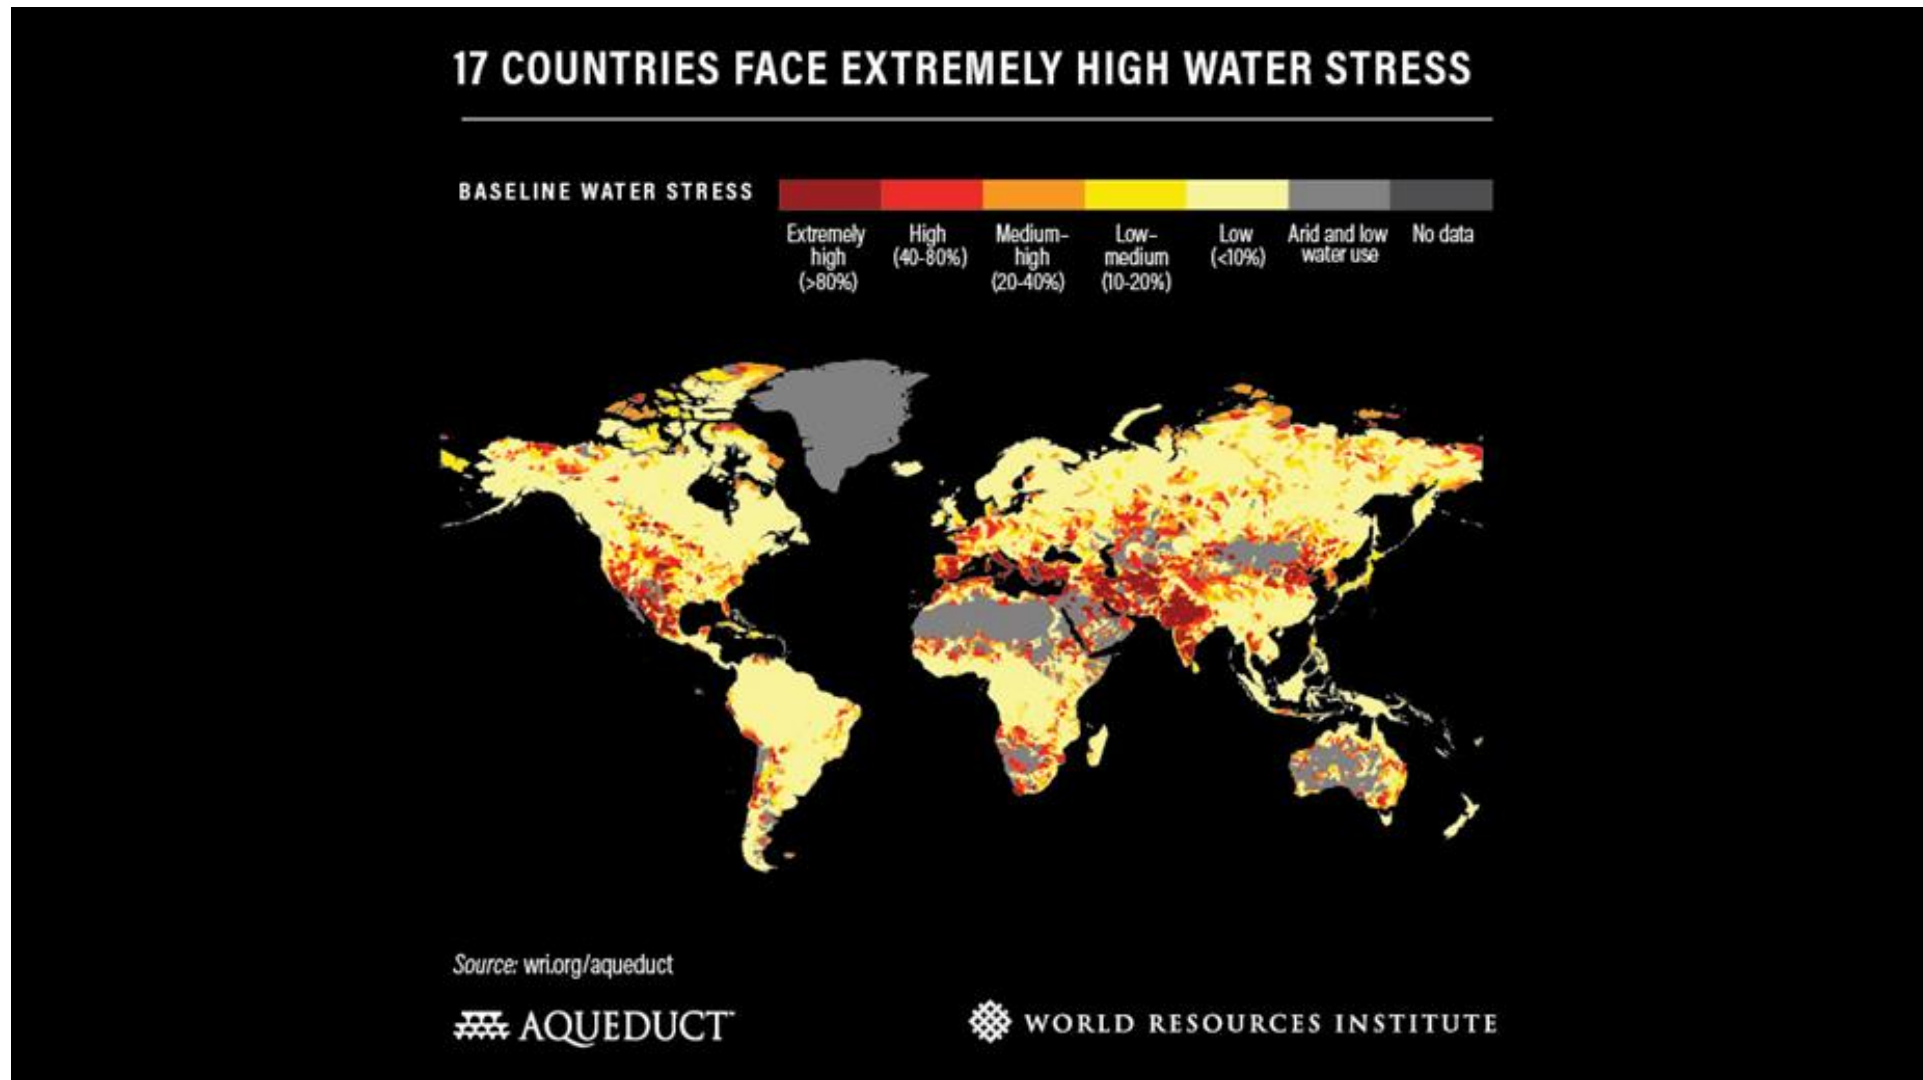 17 COUNTRIES FACE EXTREMELY HIGH WATER STRESS
BASELINE WATER STRESS
Extremely
high
(>80%)
High
(40-80%)
Medium-
high
(20-40%)
Low-
medium
(10-20%)
Low
(<10%)
Arid and low
water use
No data
Source: wri.org/aqueduct
AQUEDUCT™
WORLD RESOURCES INSTITUTE